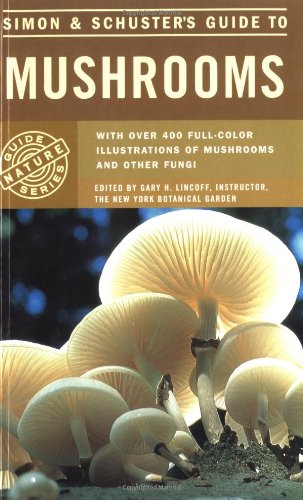 SIMON & SCHUSTER'S GUIDE TO
MUSHROOMS
GUIDE
NATURE
SERIES
WITH OVER 400 FULL-COLOR
ILLUSTRATIONS OF MUSHROOMS
AND OTHER FUNGI
EDITED BY GARY H. LINCOFF, INSTRUCTOR,
THE NEW YORK BOTANICAL GARDEN